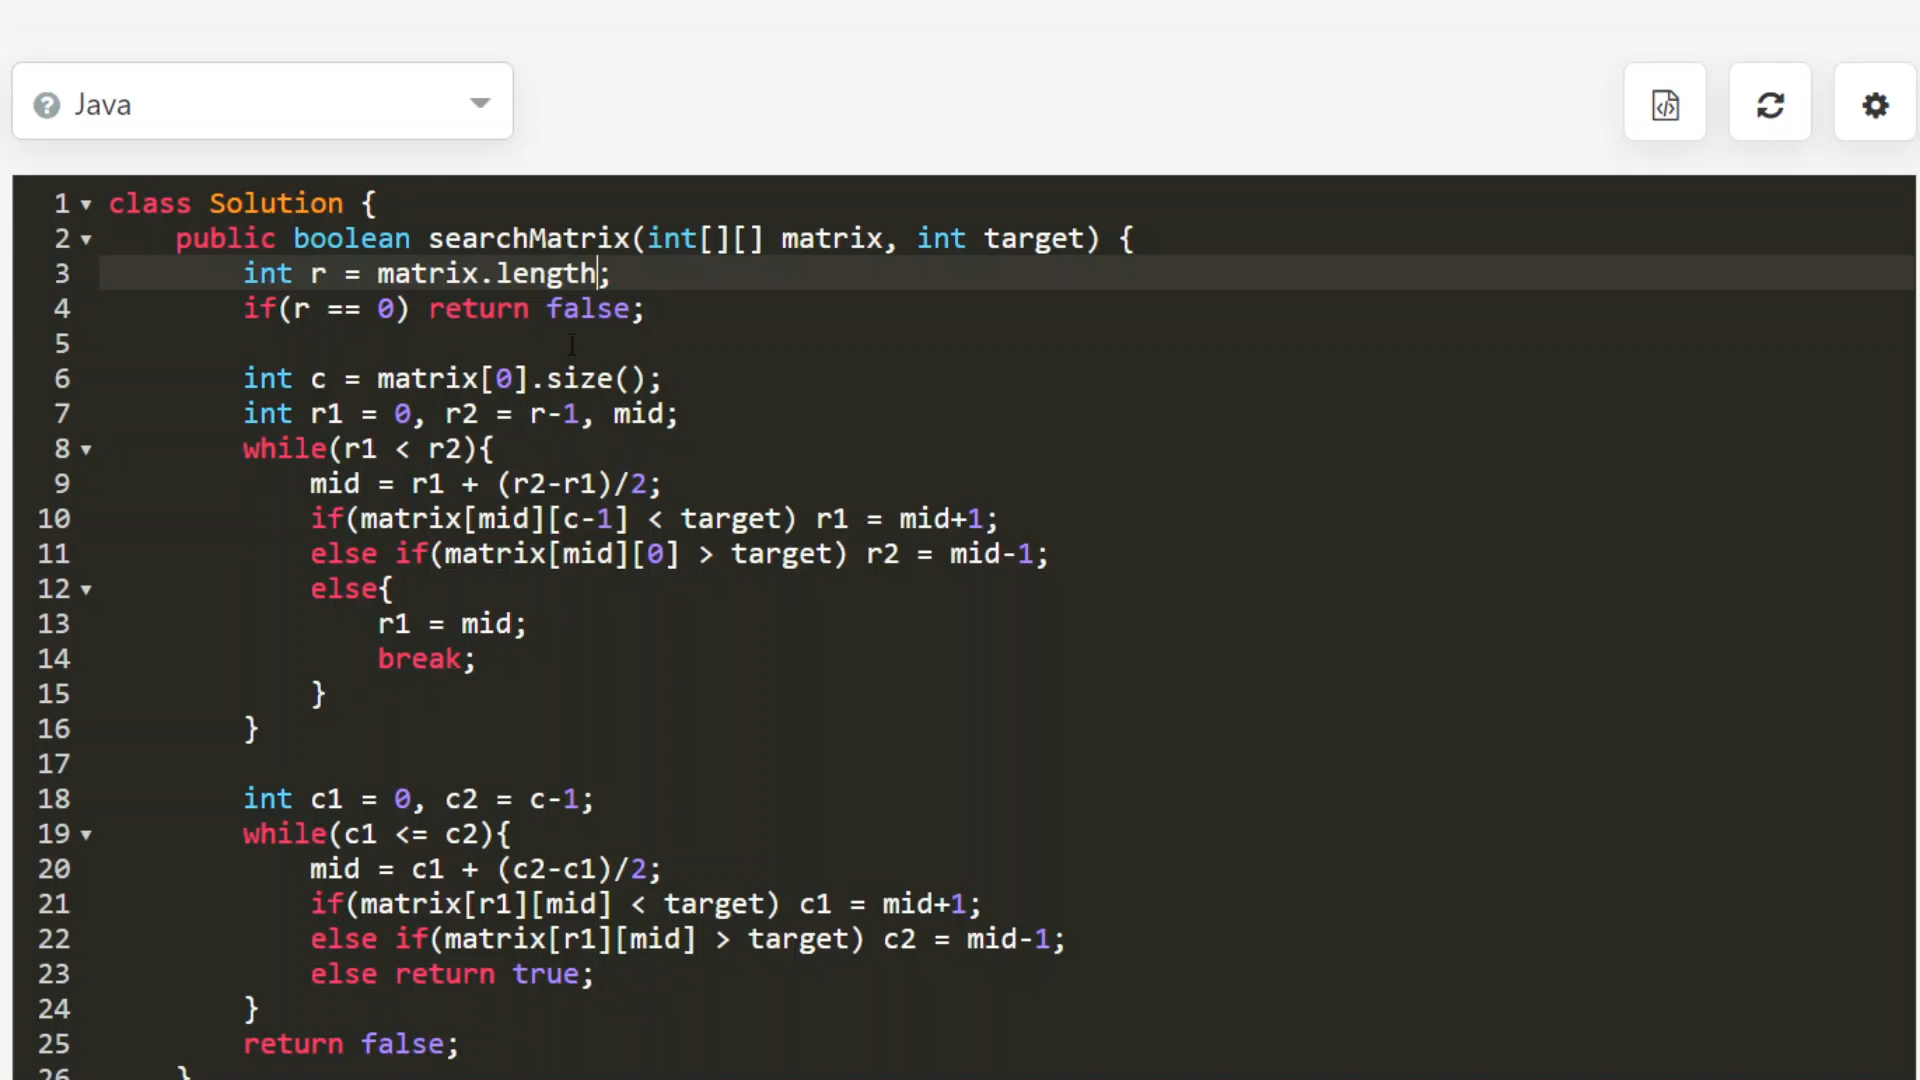 Java
1 class Solution {
2 public boolean searchMatrix(int[][] matrix, int target) {
3 int r = matrix.length;
4 if(r == 0) return false;
5
6 int c = matrix[0].size();
7 int r1 = 0, r2 = r-1, mid;
8 while(r1 < r2){
9 mid = r1 + (r2-r1)/2;
10 if(matrix[mid][c-1] < target) r1 = mid+1;
11 else if(matrix[mid][0] > target) r2 = mid-1;
12 else{
13 r1 = mid;
14 break;
15 }
16 }
17
18 int c1 = 0, c2 = c-1;
19 while(c1 <= c2){
20 mid = c1 + (c2-c1)/2;
21 if(matrix[r1][mid] < target) c1 = mid+1;
22 else if(matrix[r1][mid] > target) c2 = mid-1;
23 else return true;
24 }
25 return false;
26 }